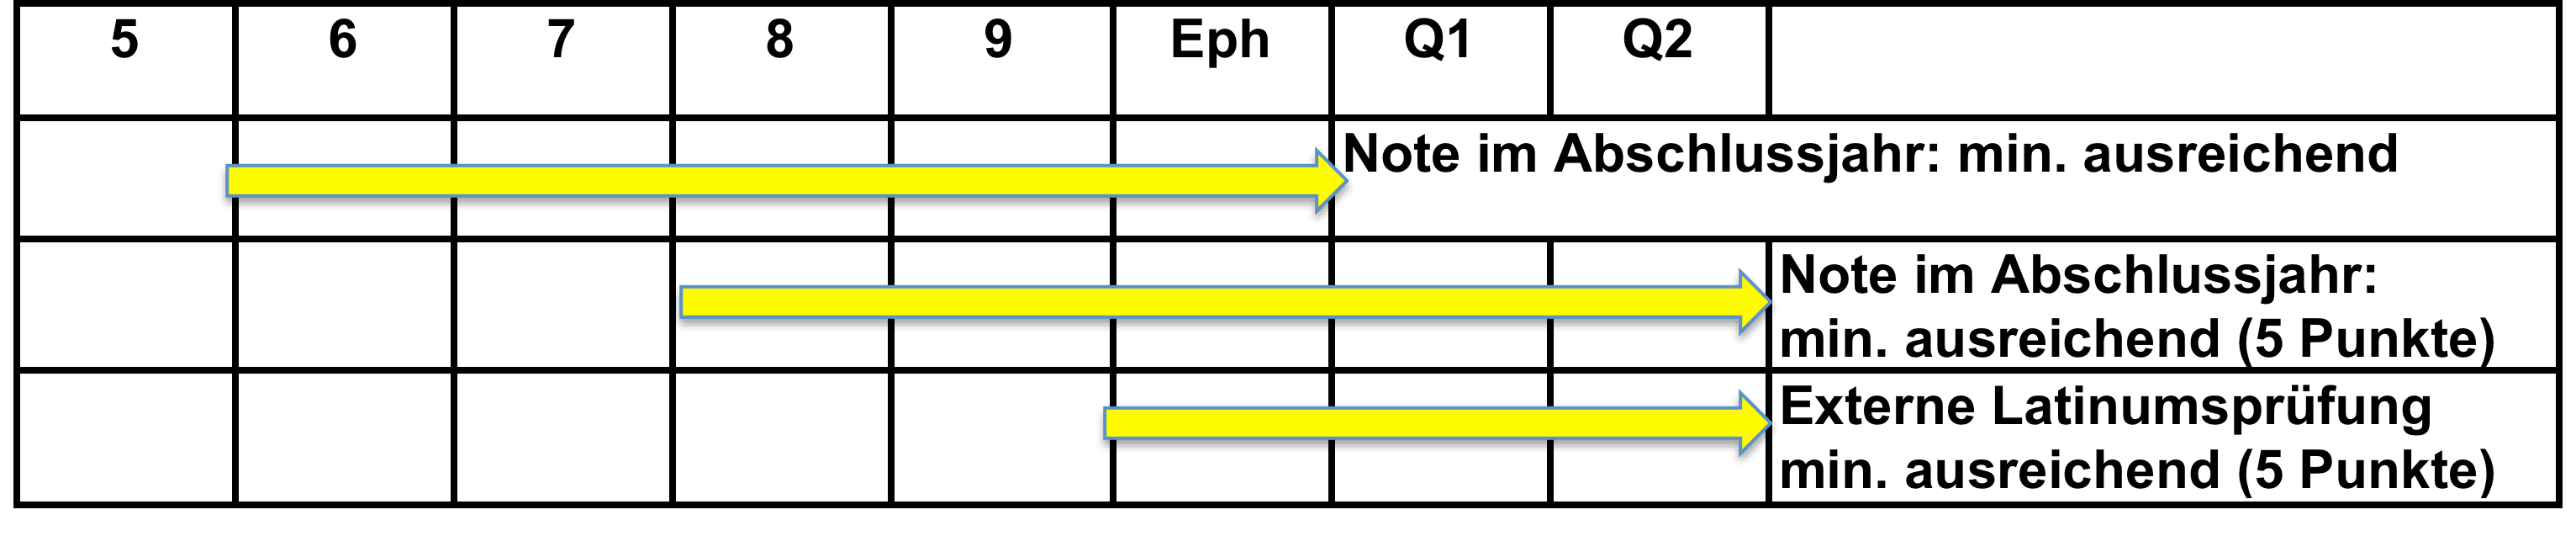 5 6 7 8 9 Eph Q1 Q2
Note im Abschlussjahr: min. ausreichend
Note im Abschlussjahr:
min. ausreichend (5 Punkte)
Externe Latinumsprüfung
min. ausreichend (5 Punkte)